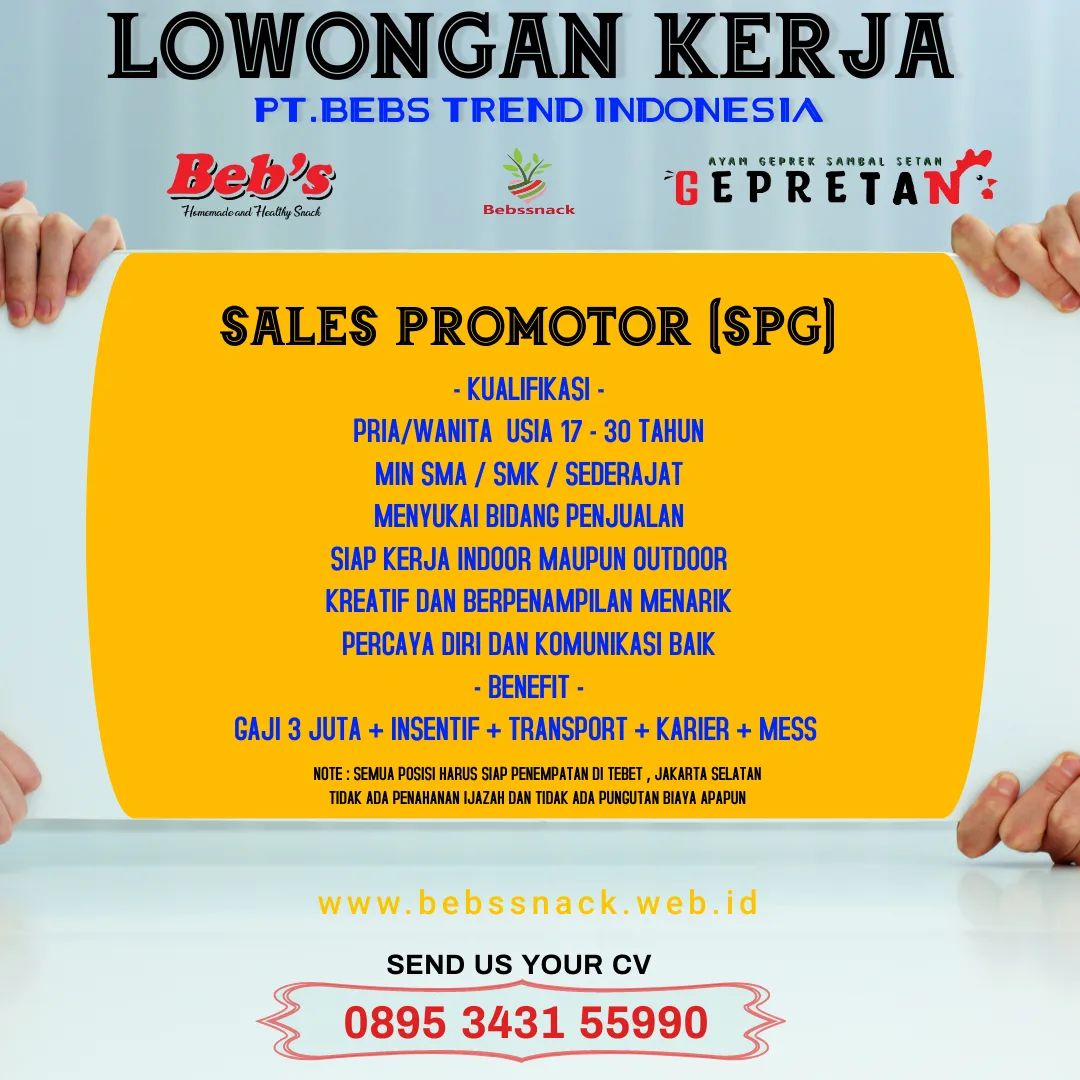 LOWONGAN KERJA
PT.BEBS TREND INDONESIA
Beb's
Homemade and Healthy Snack
Bebssnack
AYAM GEPREK SAMBAL SETAN
GEPRETAN
SALES PROMOTOR (SPG)
- KUALIFIKASI -
PRIA/WANITA USIA 17 - 30 TAHUN
MIN SMA / SMK / SEDERAJAT
MENYUKAI BIDANG PENJUALAN
SIAP KERJA INDOOR MAUPUN OUTDOOR
KREATIF DAN BERPENAMPILAN MENARIK
PERCAYA DIRI DAN KOMUNIKASI BAIK
- BENEFIT -
GAJI 3 JUTA + INSENTIF + TRANSPORT + KARIER + MESS
NOTE : SEMUA POSISI HARUS SIAP PENEMPATAN DI TEBET , JAKARTA SELATAN
TIDAK ADA PENAHANAN IJAZAH DAN TIDAK ADA PUNGUTAN BIAYA APAPUN
www.bebssnack.web.id
SEND US YOUR CV
0895 3431 55990